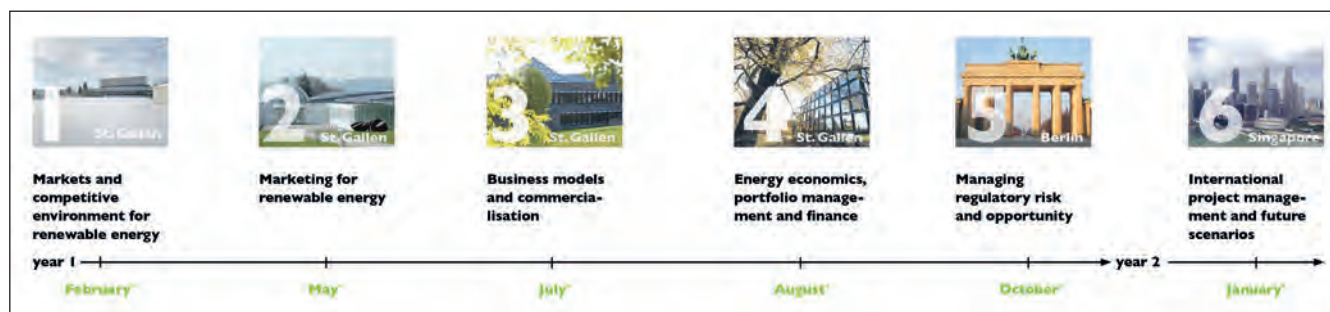 1
St. Gallen
2
St. Gallen
3
St. Gallen
4
St. Gallen
5
Berlin
6
Singapore
Markets and
competitive
environment for
renewable energy
Marketing for
renewable energy
Business models
and commercia-
lisation
Energy economics,
portfolio manage-
ment and finance
Managing
regulatory risk
and opportunity
International
project manage-
ment and future
scenarios
year 1
year 2
February*
May*
July*
August*
October*
January*